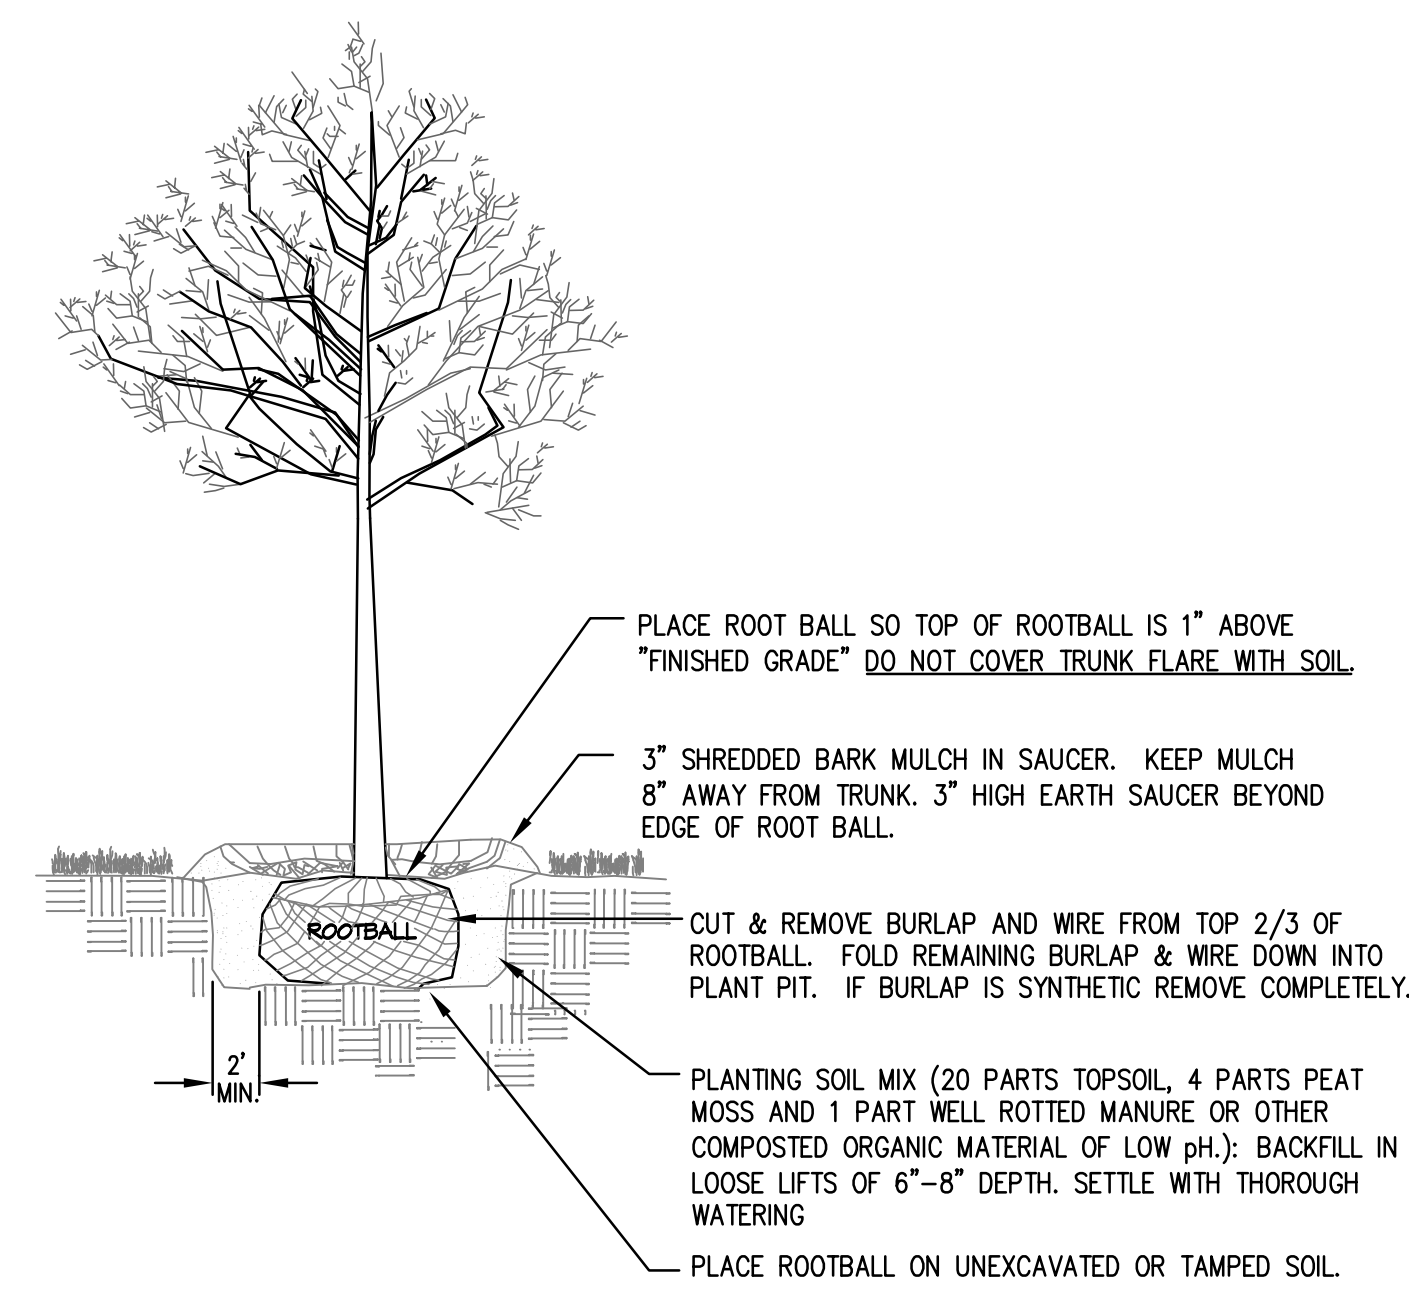 PLACE ROOT BALL SO TOP OF ROOTBALL IS 1" ABOVE
"FINISHED GRADE" DO NOT COVER TRUNK FLARE WITH SOIL.
3" SHREDDED BARK MULCH IN SAUCER. KEEP MULCH
8" AWAY FROM TRUNK. 3" HIGH EARTH SAUCER BEYOND
EDGE OF ROOT BALL.
ROOTBALL
CUT & REMOVE BURLAP AND WIRE FROM TOP 2/3 OF
ROOTBALL. FOLD REMAINING BURLAP & WIRE DOWN INTO
PLANT PIT. IF BURLAP IS SYNTHETIC REMOVE COMPLETELY.
2'
MIN.
PLANTING SOIL MIX (20 PARTS TOPSOIL, 4 PARTS PEAT
MOSS AND 1 PART WELL ROTTED MANURE OR OTHER
COMPOSTED ORGANIC MATERIAL OF LOW pH.): BACKFILL IN
LOOSE LIFTS OF 6"-8" DEPTH. SETTLE WITH THOROUGH
WATERING
PLACE ROOTBALL ON UNEXCAVATED OR TAMPED SOIL.